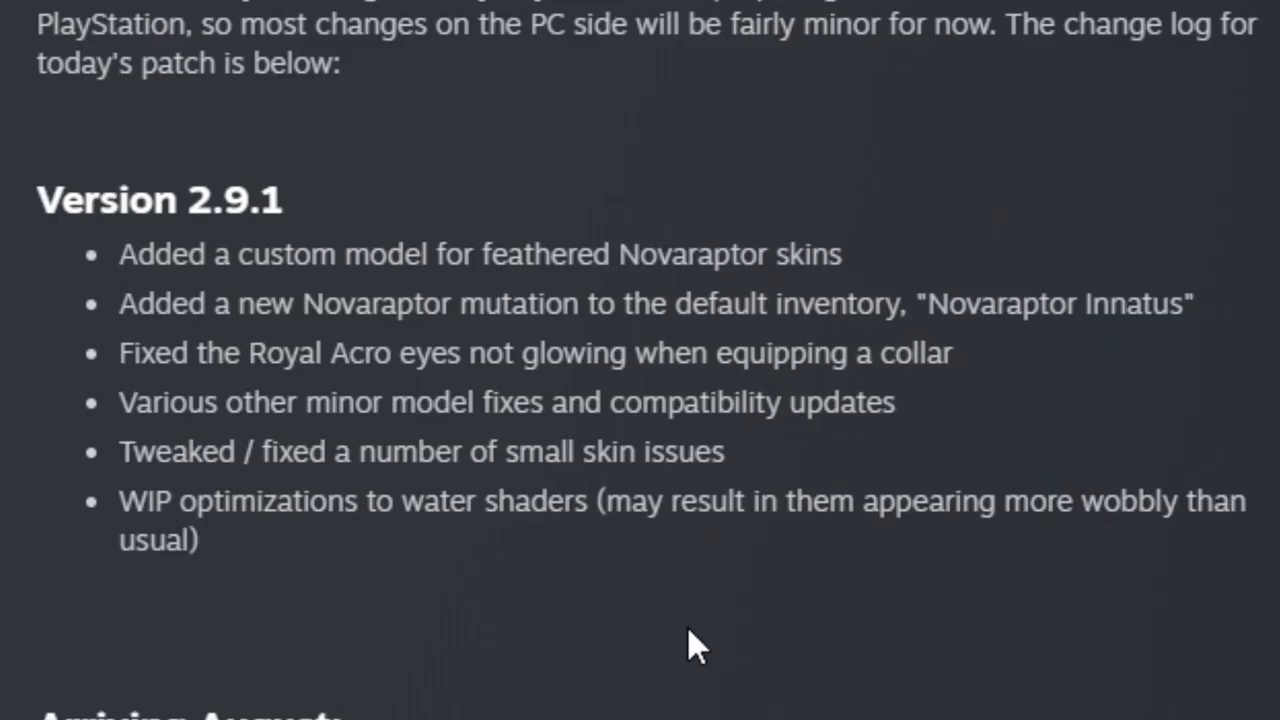 PlayStation, so most changes on the PC side will be fairly minor for now. The change log for
today's patch is below:
Version 2.9.1
• Added a custom model for feathered Novaraptor skins
• Added a new Novaraptor mutation to the default inventory, "Novaraptor Innatus"
• Fixed the Royal Acro eyes not glowing when equipping a collar
• Various other minor model fixes and compatibility updates
• Tweaked / fixed a number of small skin issues
• WIP optimizations to water shaders (may result in them appearing more wobbly than
usual)
Arriving August: